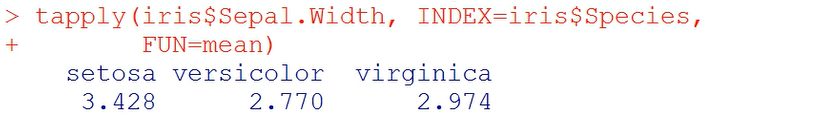 > tapply(iris$Sepal.Width, INDEX=iris$Species,
+        FUN=mean)
    setosa versicolor  virginica
     3.428      2.770      2.974